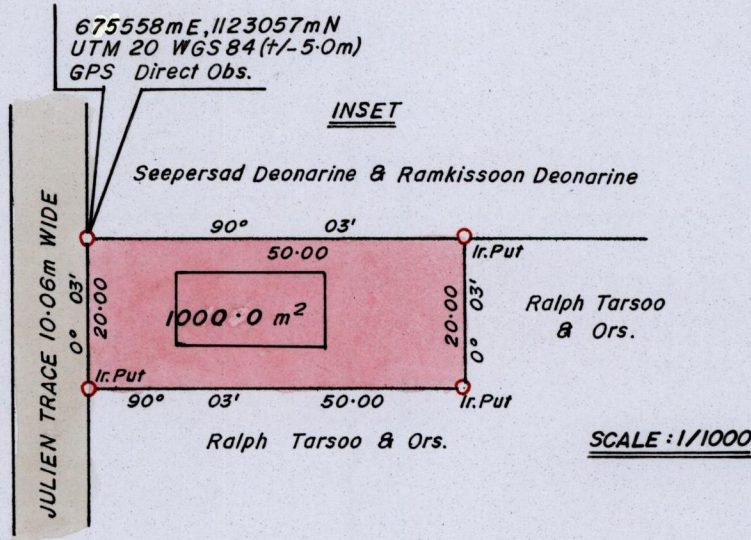 675558mE,1123057mN
UTM 20 WGS 84 (+/-5·0m)
GPS Direct Obs.
INSET
Seepersad Deonarine & Ramkissoon Deonarine
JULIEN TRACE 10·06m WIDE
90° 03'
50·00
Ir.Put
0° 03'
20·00
1000·0 m²
20·00
0° 03'
Ralph Tarsoo
& Ors.
Ir.Put
90° 03' 50·00
Ir.Put
Ralph Tarsoo & Ors.
SCALE : 1/1000